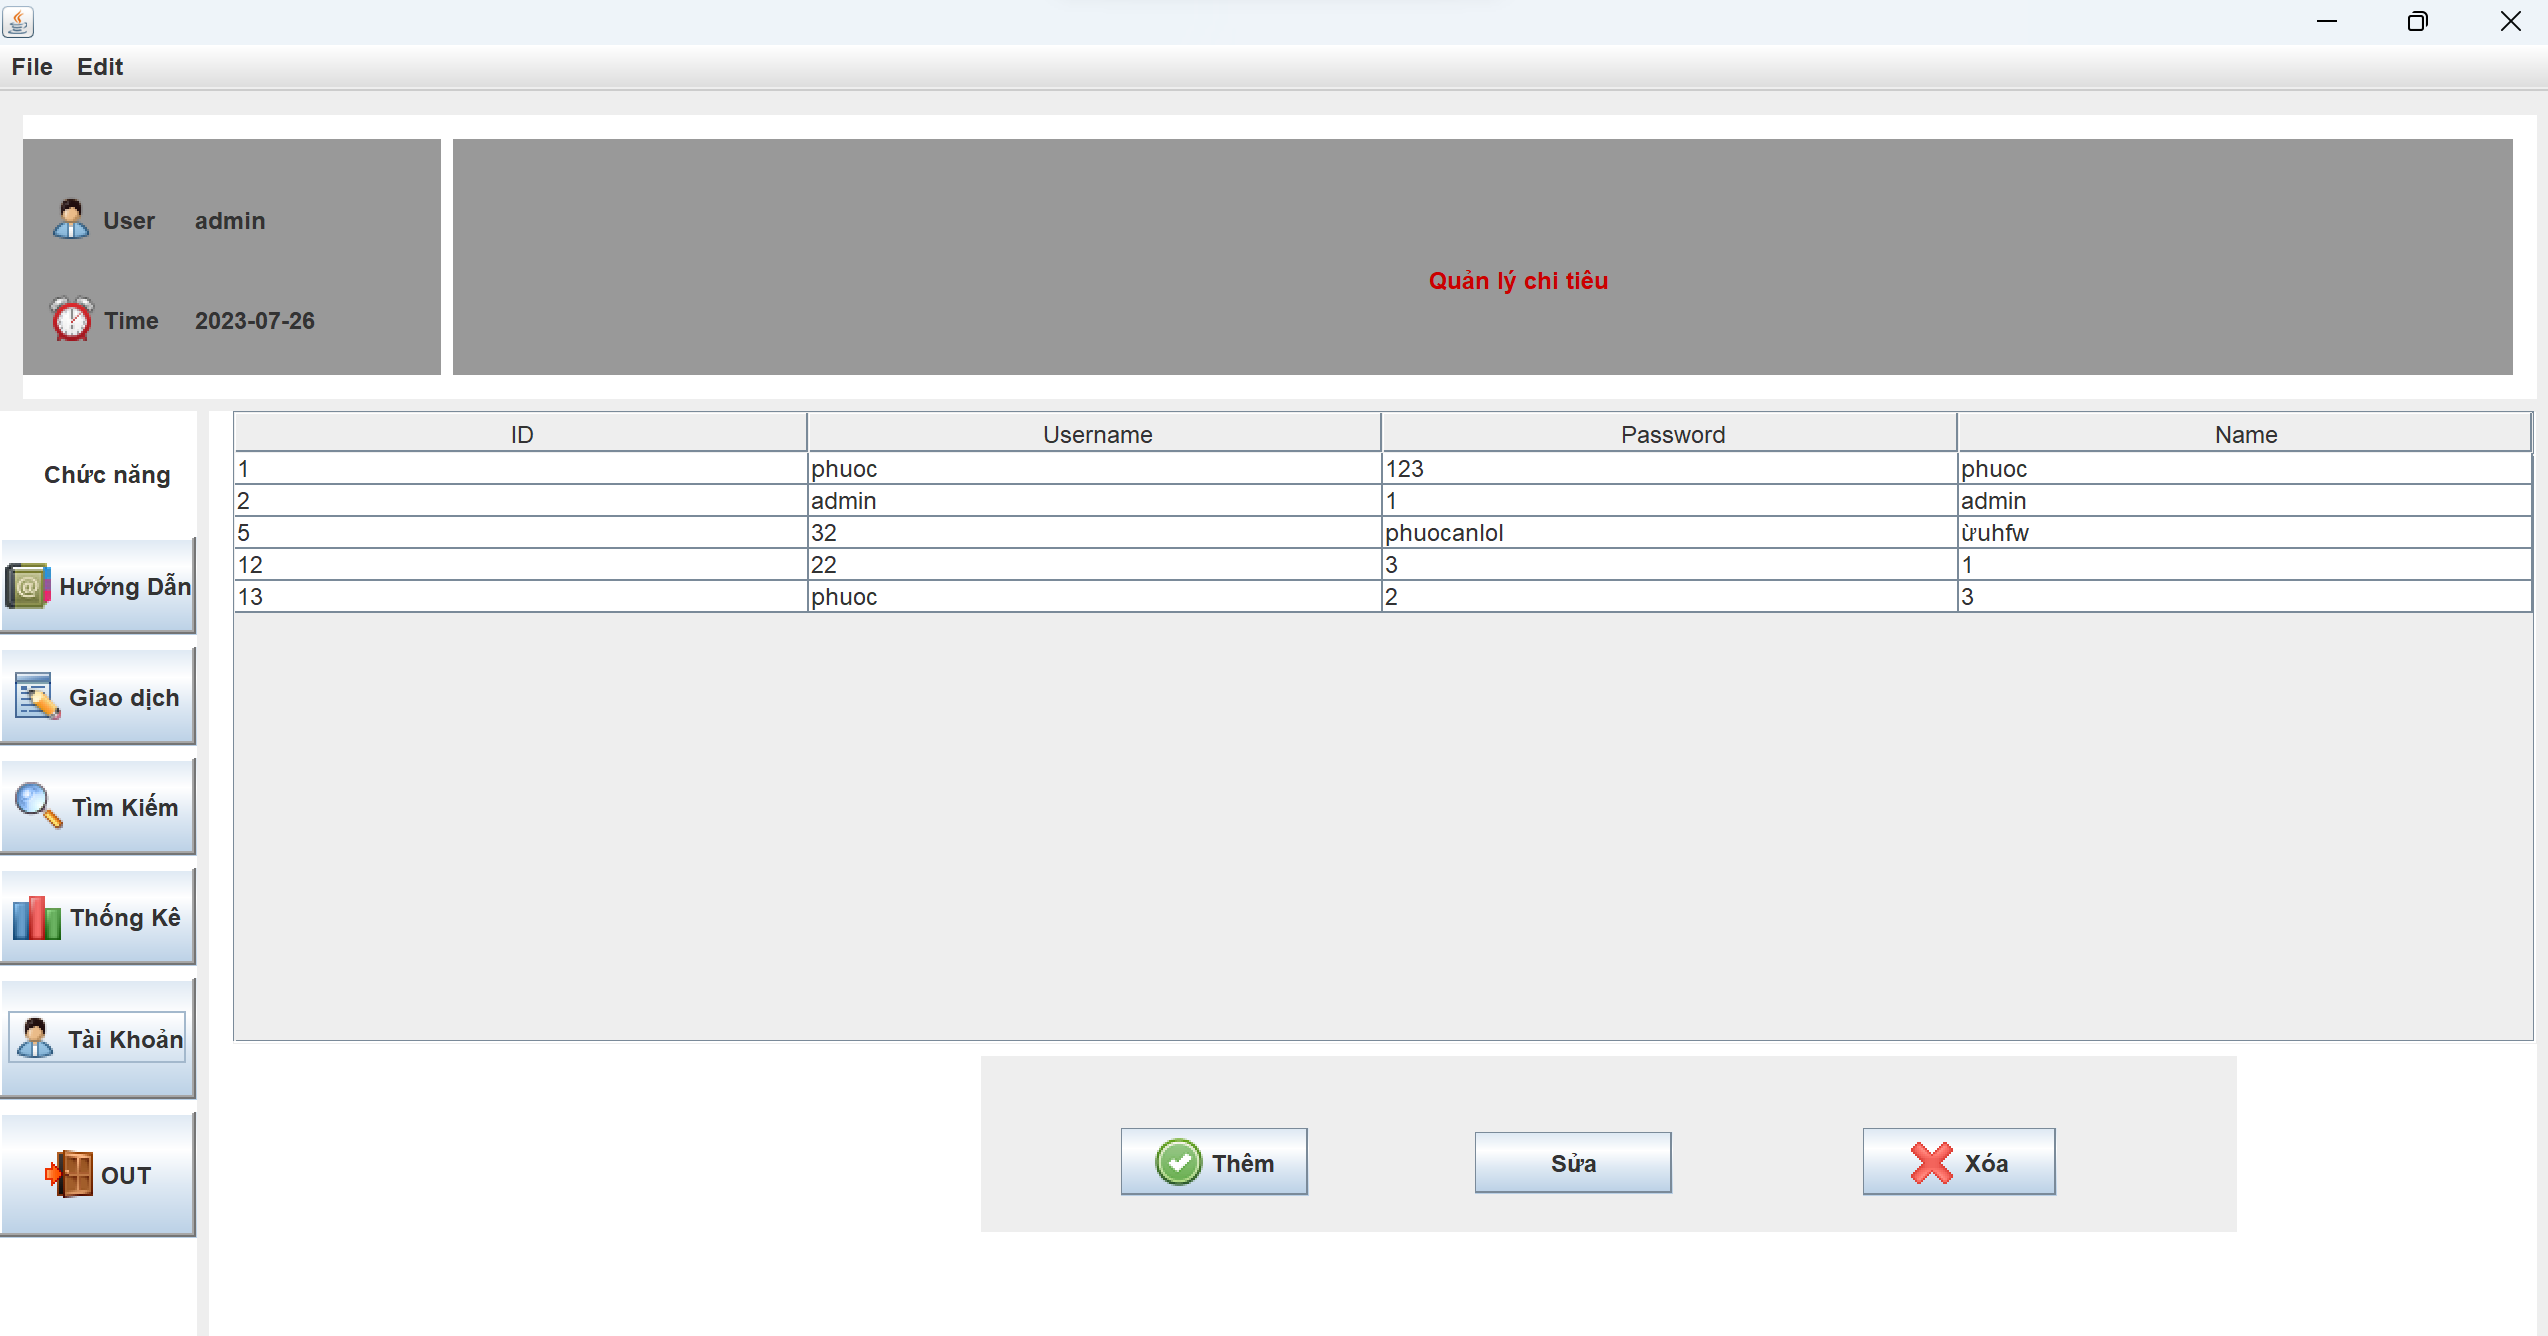 File Edit
User admin
Quản lý chi tiêu
Time 2023-07-26
Chức năng
Hướng Dẫn
Giao dịch
Tìm Kiếm
Thống Kê
Tài Khoản
OUT
ID Username Password Name
1 phuoc 123 phuoc
2 admin 1 admin
5 32 phuocanlol ừuhfw
12 22 3 1
13 phuoc 2 3
Thêm Sửa Xóa